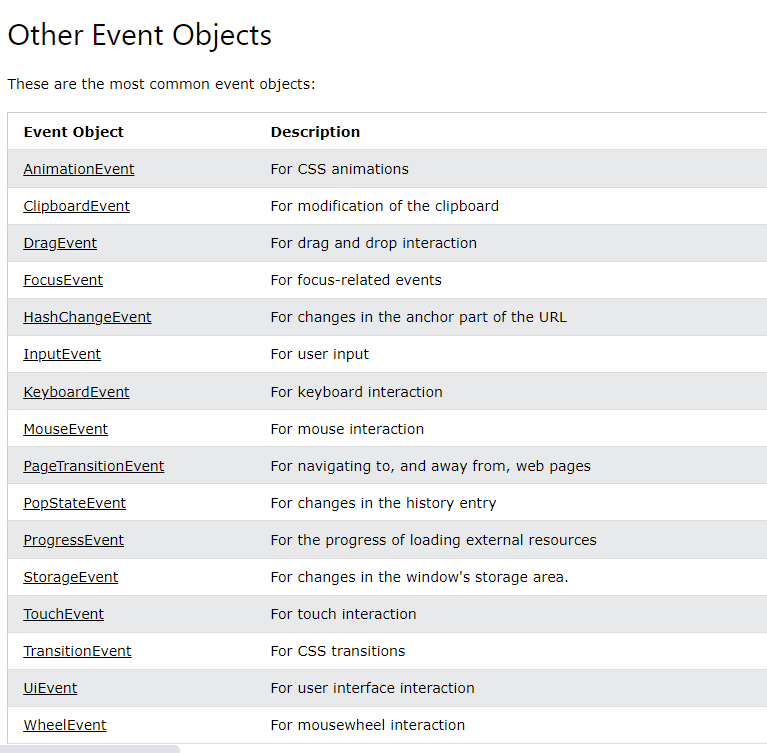 Other Event Objects
These are the most common event objects:
Event Object Description
AnimationEvent For CSS animations
ClipboardEvent For modification of the clipboard
DragEvent For drag and drop interaction
FocusEvent For focus-related events
HashChangeEvent For changes in the anchor part of the URL
InputEvent For user input
KeyboardEvent For keyboard interaction
MouseEvent For mouse interaction
PageTransitionEvent For navigating to, and away from, web pages
PopStateEvent For changes in the history entry
ProgressEvent For the progress of loading external resources
StorageEvent For changes in the window's storage area.
TouchEvent For touch interaction
TransitionEvent For CSS transitions
UiEvent For user interface interaction
WheelEvent For mousewheel interaction